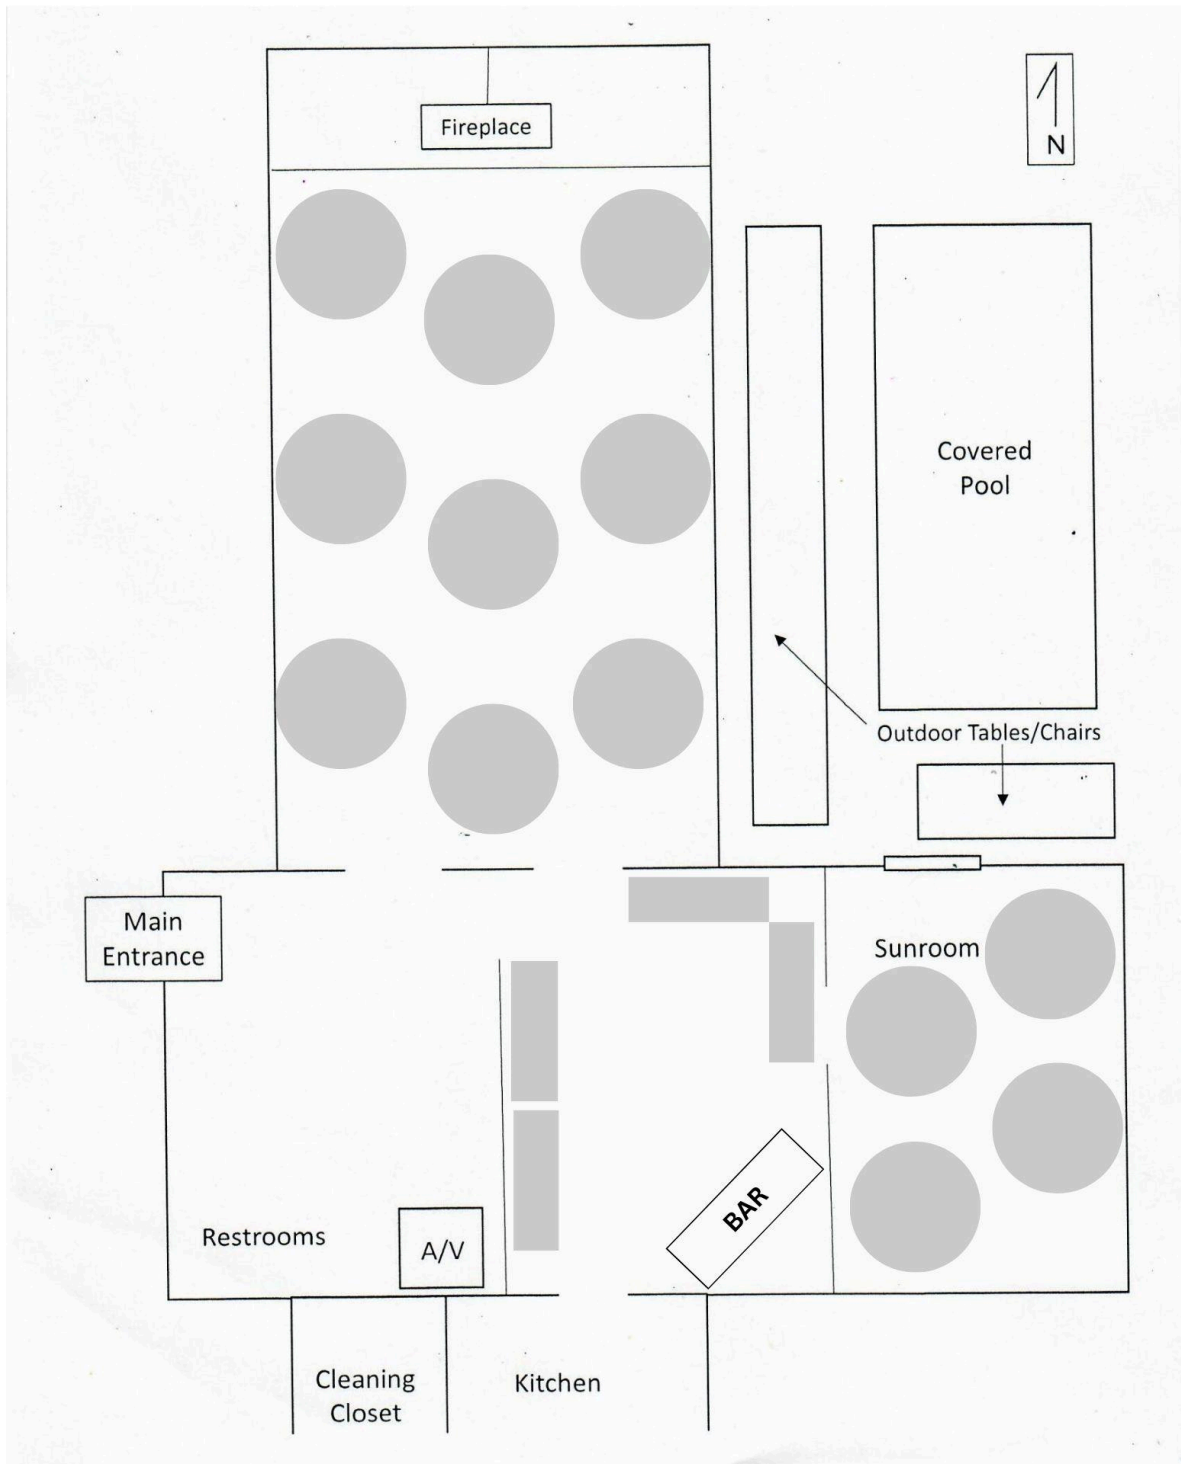 Fireplace
N
Covered
Pool
Outdoor Tables/Chairs
Main
Entrance
Sunroom
BAR
Restrooms
A/V
Cleaning
Closet
Kitchen